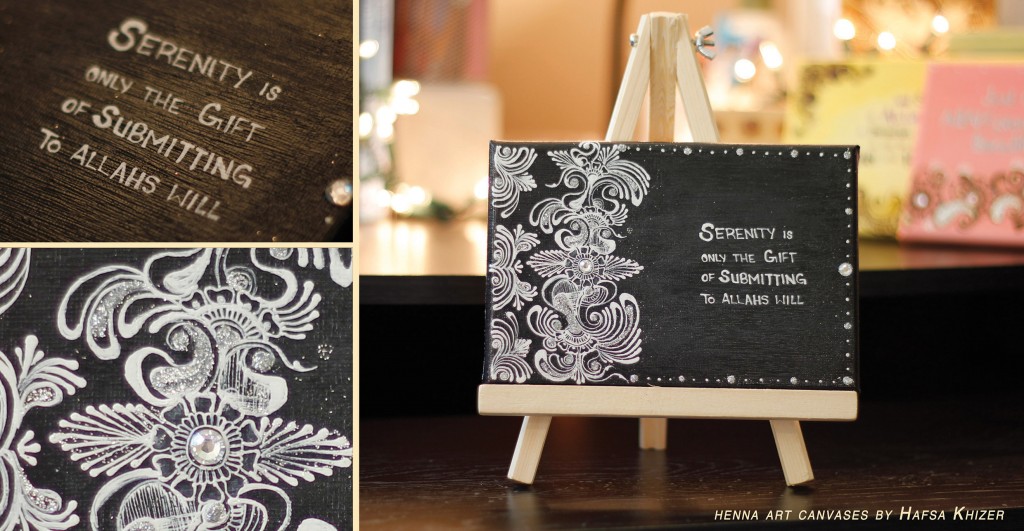 Serenity is
only the Gift
of Submitting
To Allahs will
Serenity is
only the Gift
of Submitting
To Allahs will
HENNA ART CANVASES BY HAFSA KHIZER